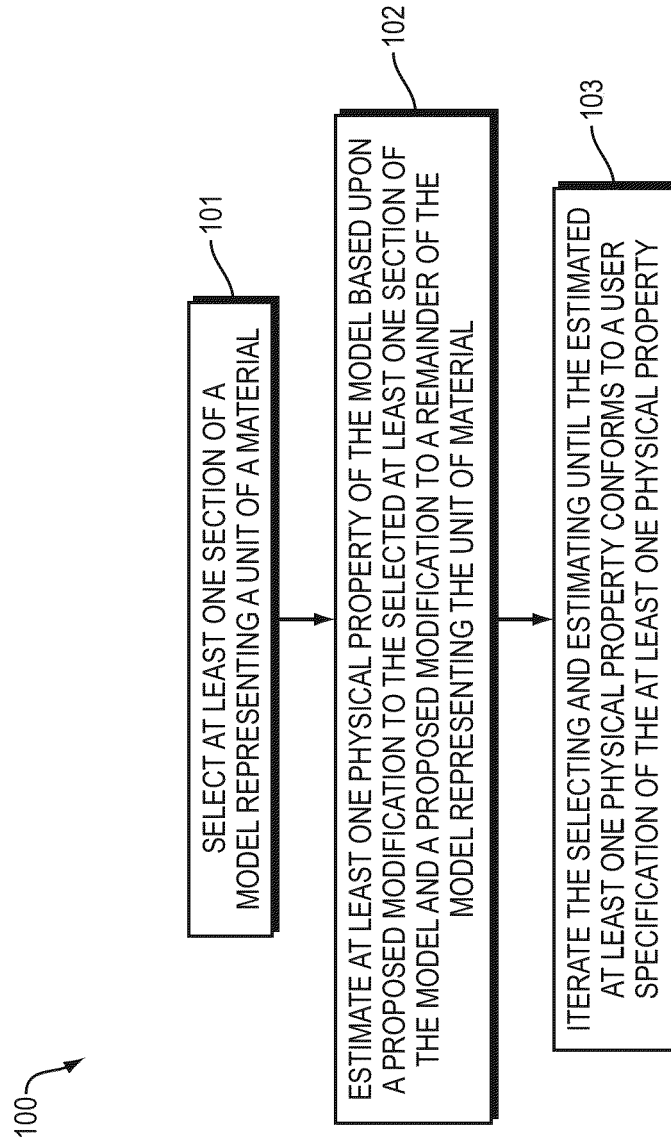 100
101
SELECT AT LEAST ONE SECTION OF A
MODEL REPRESENTING A UNIT OF A MATERIAL
102
ESTIMATE AT LEAST ONE PHYSICAL PROPERTY OF THE MODEL BASED UPON
A PROPOSED MODIFICATION TO THE SELECTED AT LEAST ONE SECTION OF
THE MODEL AND A PROPOSED MODIFICATION TO A REMAINDER OF THE
MODEL REPRESENTING THE UNIT OF MATERIAL
103
ITERATE THE SELECTING AND ESTIMATING UNTIL THE ESTIMATED
AT LEAST ONE PHYSICAL PROPERTY CONFORMS TO A USER
SPECIFICATION OF THE AT LEAST ONE PHYSICAL PROPERTY